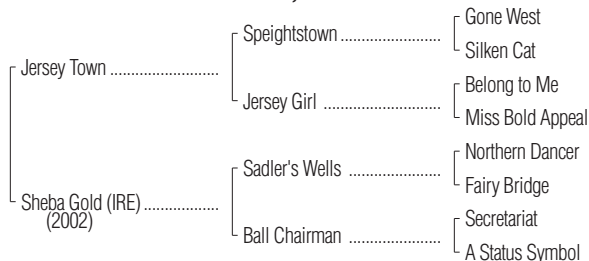 Gone West
Speightstown
Silken Cat
Jersey Town
Belong to Me
Jersey Girl
Miss Bold Appeal
Northern Dancer
Sadler's Wells
Fairy Bridge
Sheba Gold (IRE)
(2002)
Secretariat
Ball Chairman
A Status Symbol